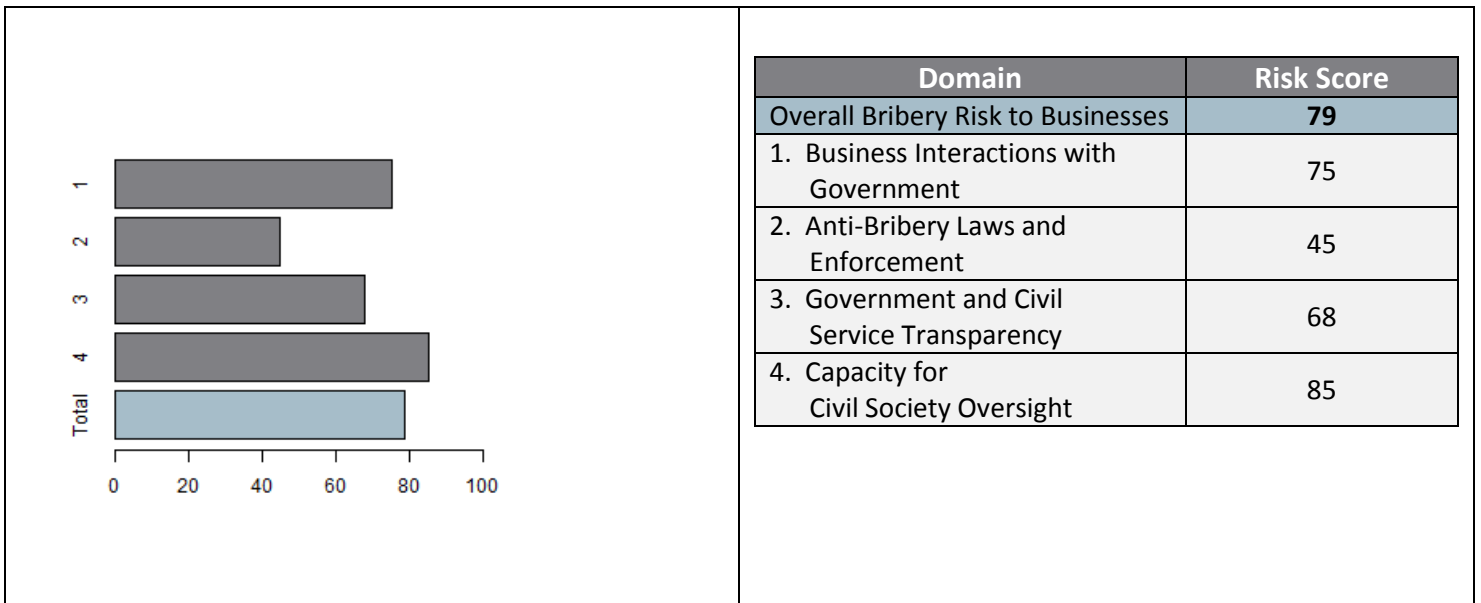 1
2
3
4
Total
0 20 40 60 80 100
Domain Risk Score
Overall Bribery Risk to Businesses 79
1. Business Interactions with
Government
75
2. Anti-Bribery Laws and
Enforcement
45
3. Government and Civil
Service Transparency
68
4. Capacity for
Civil Society Oversight
85